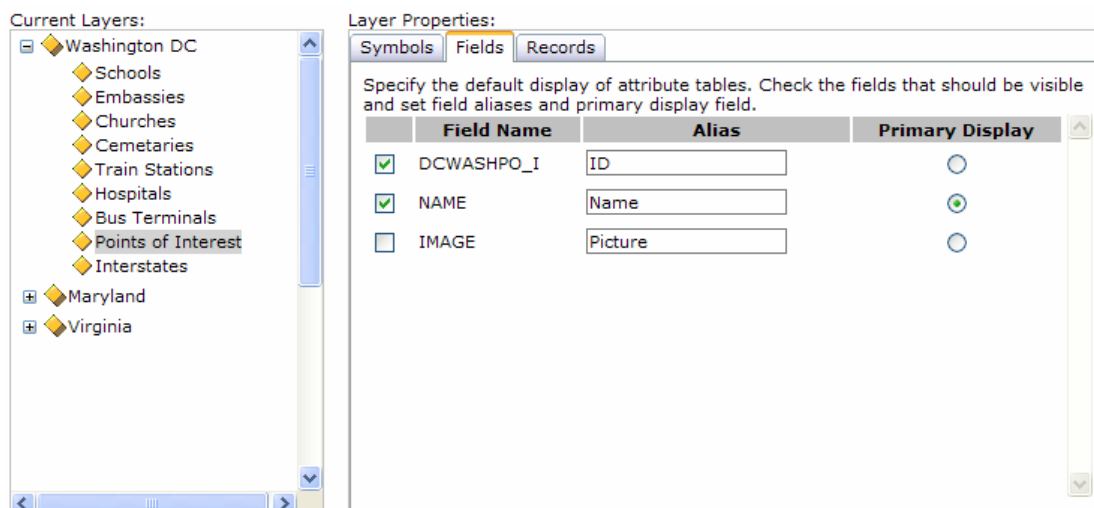 Current Layers:
Washington DC
Schools
Embassies
Churches
Cemetaries
Train Stations
Hospitals
Bus Terminals
Points of Interest
Interstates
Maryland
Virginia
Layer Properties:
Symbols Fields Records
Specify the default display of attribute tables. Check the fields that should be visible
and set field aliases and primary display field.
Field Name Alias Primary Display
DCWASHPO_I ID
NAME Name
IMAGE Picture